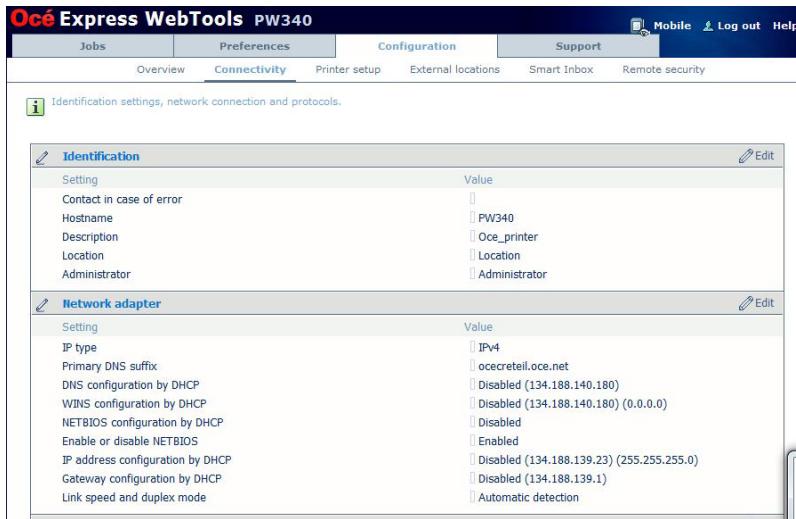 Océ Express WebTools PW340
Mobile Log out Help
Jobs Preferences Configuration Support
Overview Connectivity Printer setup External locations Smart Inbox Remote security
Identification settings, network connection and protocols.
Identification Edit
Setting Value
Contact in case of error
Hostname PW340
Description Oce_printer
Location Location
Administrator Administrator
Network adapter Edit
Setting Value
IP type IPv4
Primary DNS suffix ocecreteil.oce.net
DNS configuration by DHCP Disabled (134.188.140.180)
WINS configuration by DHCP Disabled (134.188.140.180) (0.0.0.0)
NETBIOS configuration by DHCP Disabled
Enable or disable NETBIOS Enabled
IP address configuration by DHCP Disabled (134.188.139.23) (255.255.255.0)
Gateway configuration by DHCP Disabled (134.188.139.1)
Link speed and duplex mode Automatic detection